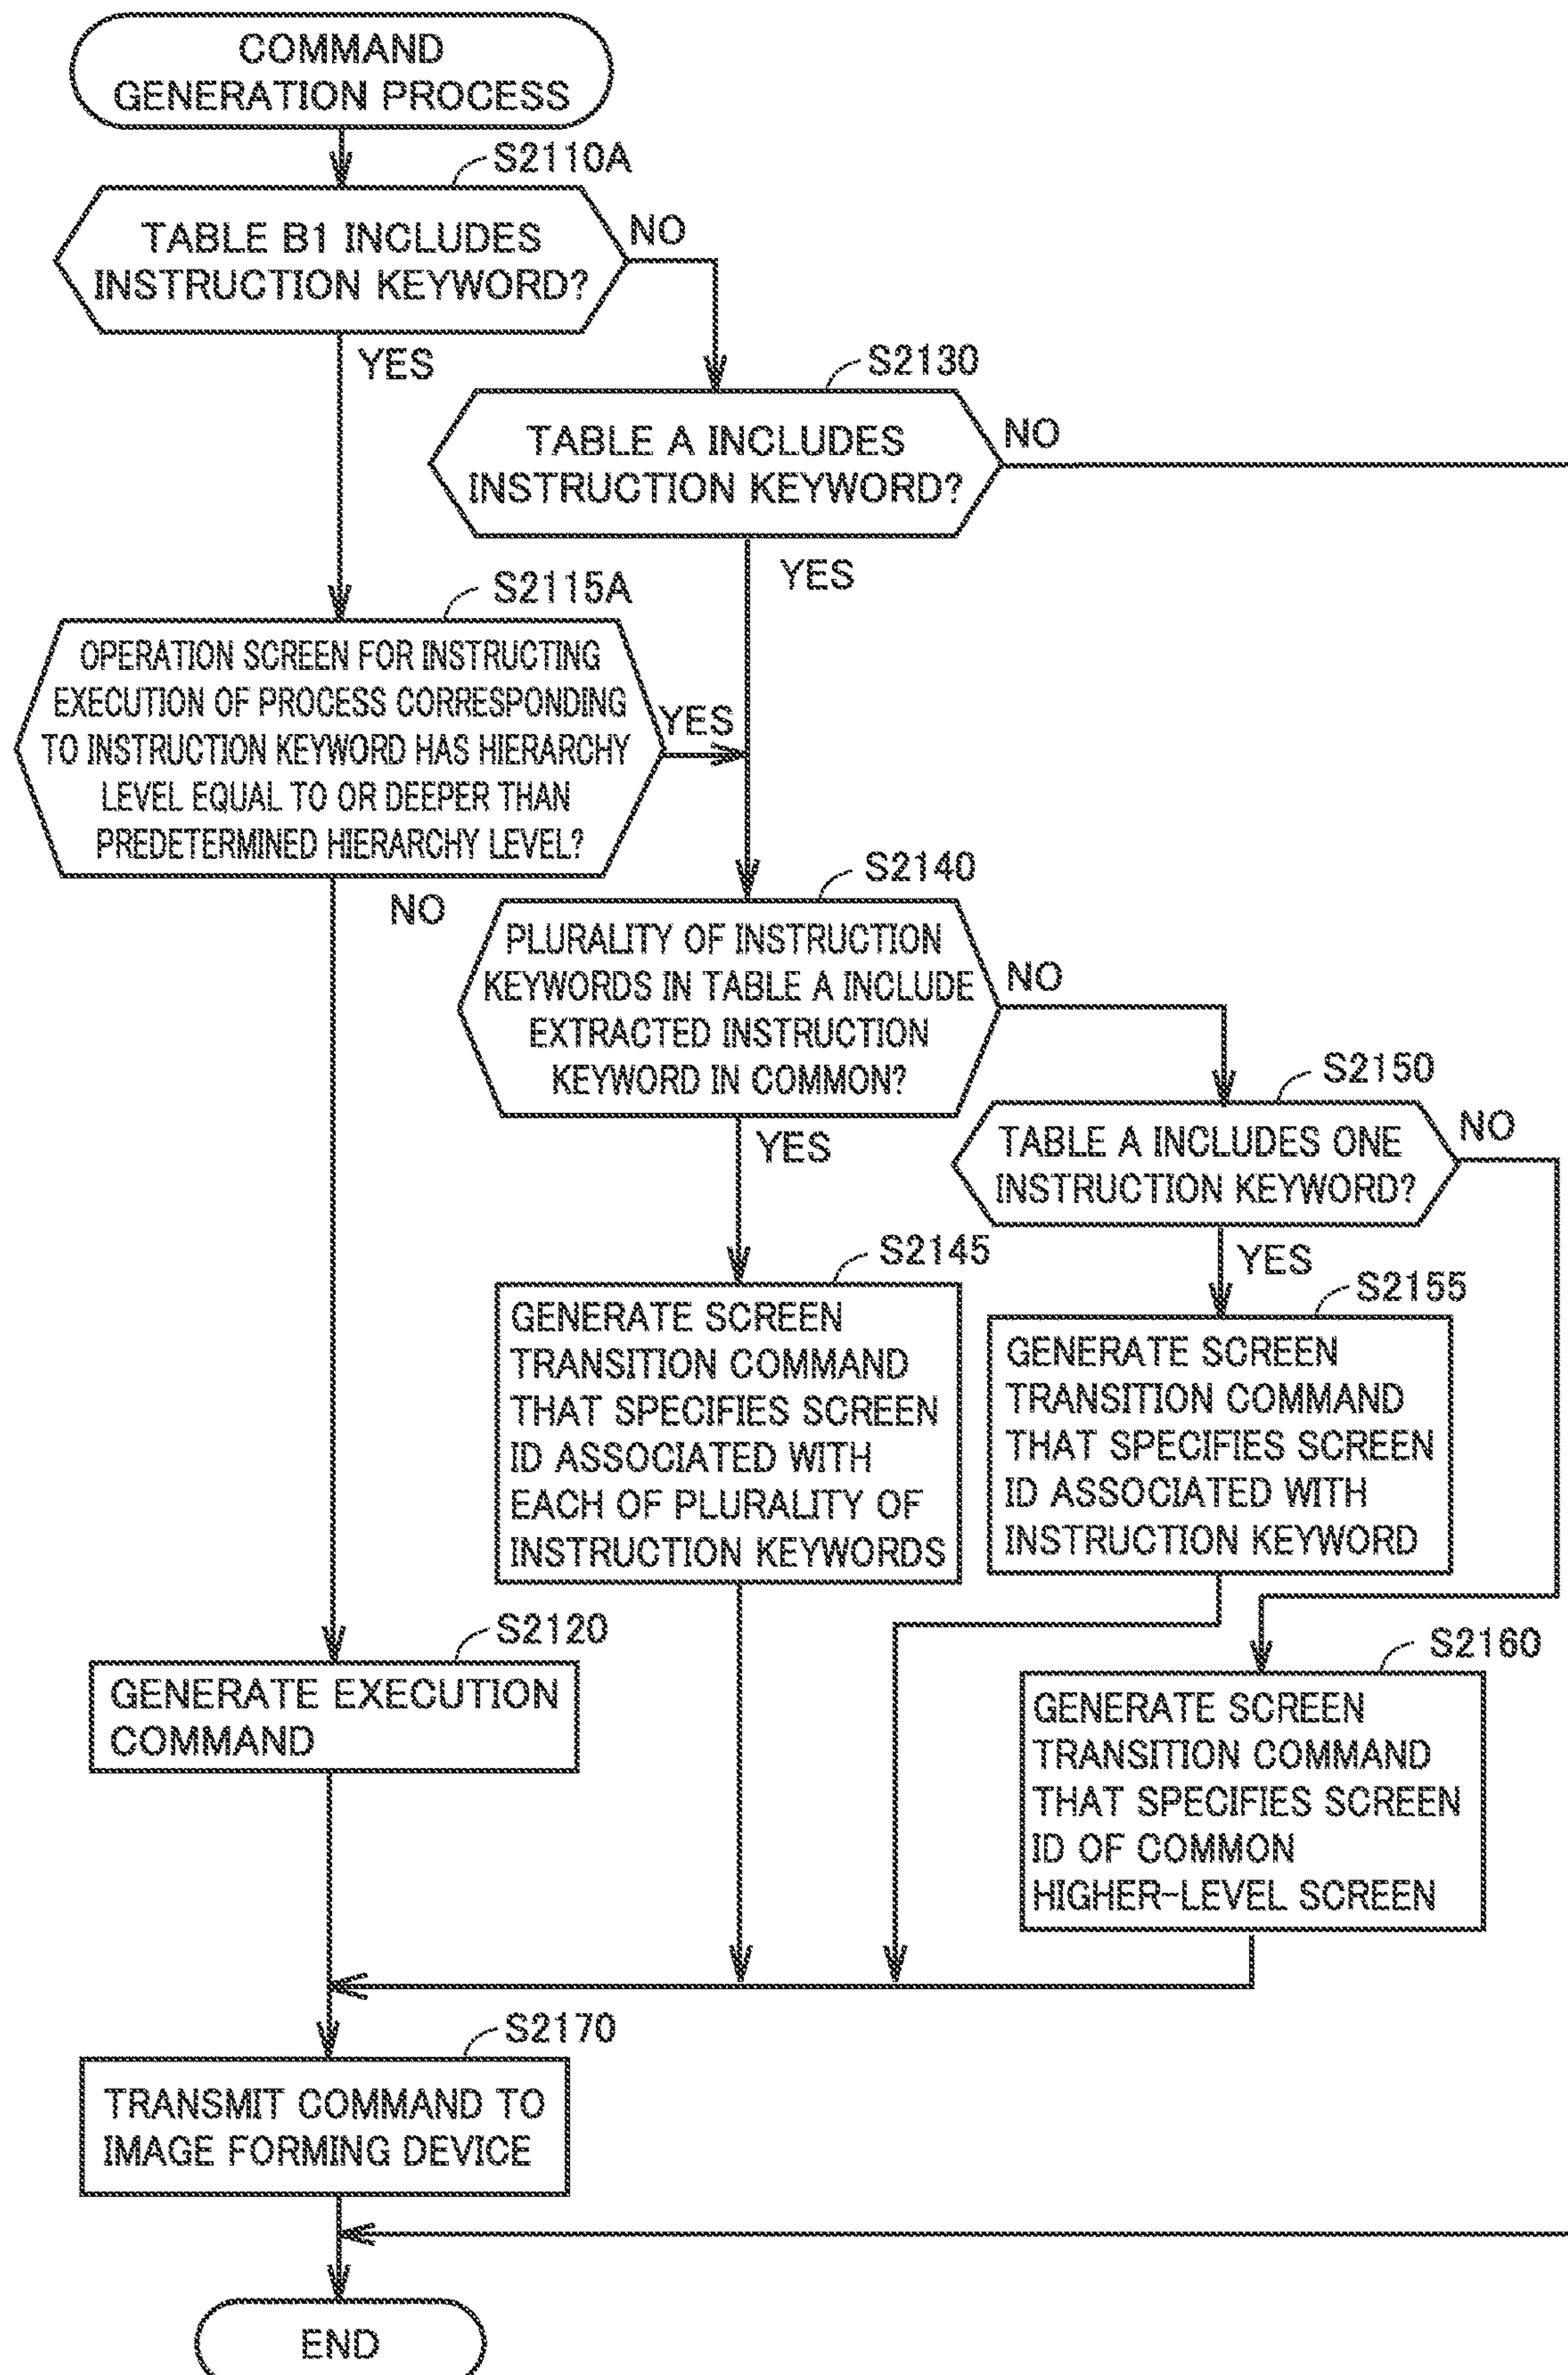 COMMAND
GENERATION PROCESS
S2110A
TABLE B1 INCLUDES
INSTRUCTION KEYWORD?
NO
YES
S2130
TABLE A INCLUDES
INSTRUCTION KEYWORD?
NO
YES
S2115A
OPERATION SCREEN FOR INSTRUCTING
EXECUTION OF PROCESS CORRESPONDING
TO INSTRUCTION KEYWORD HAS HIERARCHY
LEVEL EQUAL TO OR DEEPER THAN
PREDETERMINED HIERARCHY LEVEL?
YES
NO
S2140
PLURALITY OF INSTRUCTION
KEYWORDS IN TABLE A INCLUDE
EXTRACTED INSTRUCTION
KEYWORD IN COMMON?
NO
YES
S2150
TABLE A INCLUDES ONE
INSTRUCTION KEYWORD?
NO
YES
S2145
GENERATE SCREEN
TRANSITION COMMAND
THAT SPECIFIES SCREEN
ID ASSOCIATED WITH
EACH OF PLURALITY OF
INSTRUCTION KEYWORDS
S2155
GENERATE SCREEN
TRANSITION COMMAND
THAT SPECIFIES SCREEN
ID ASSOCIATED WITH
INSTRUCTION KEYWORD
S2120
GENERATE EXECUTION
COMMAND
S2160
GENERATE SCREEN
TRANSITION COMMAND
THAT SPECIFIES SCREEN
ID OF COMMON
HIGHER-LEVEL SCREEN
S2170
TRANSMIT COMMAND TO
IMAGE FORMING DEVICE
END